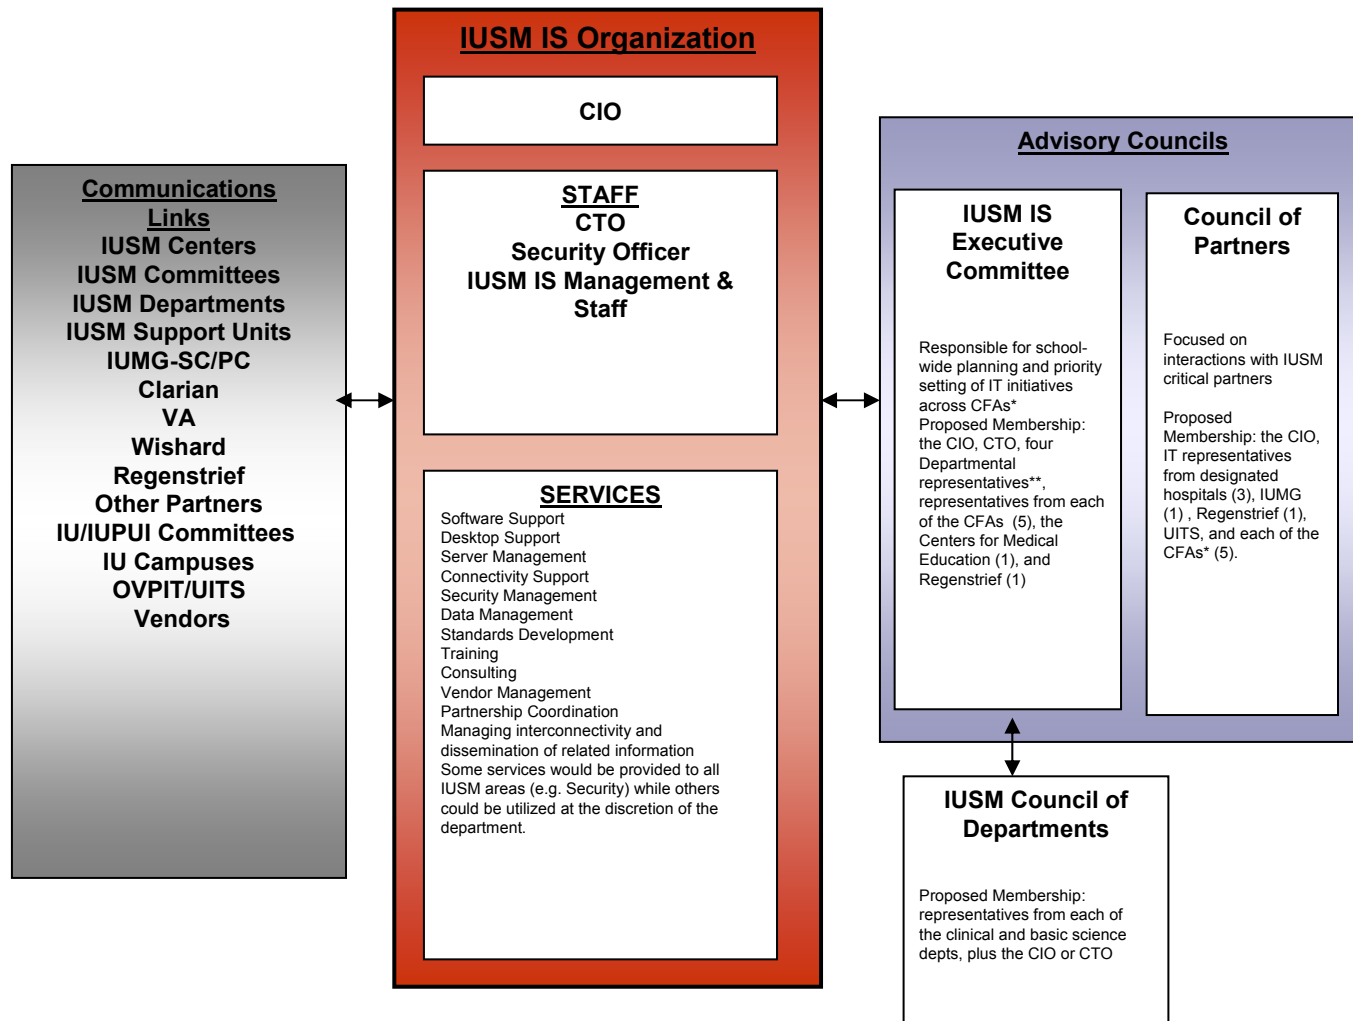 IUSM IS Organization
CIO
STAFF
CTO
Security Officer
IUSM IS Management &
Staff
SERVICES
Software Support
Desktop Support
Server Management
Connectivity Support
Security Management
Data Management
Standards Development
Training
Consulting
Vendor Management
Partnership Coordination
Managing interconnectivity and
dissemination of related information
Some services would be provided to all
IUSM areas (e.g. Security) while others
could be utilized at the discretion of the
department.
Communications
Links
IUSM Centers
IUSM Committees
IUSM Departments
IUSM Support Units
IUMG-SC/PC
Clarian
VA
Wishard
Regenstrief
Other Partners
IU/IUPUI Committees
IU Campuses
OVPIT/UITS
Vendors
Advisory Councils
IUSM IS
Executive
Committee
Responsible for school-
wide planning and priority
setting of IT initiatives
across CFAs*
Proposed Membership:
the CIO, CTO, four
Departmental
representatives**,
representatives from each
of the CFAs (5), the
Centers for Medical
Education (1), and
Regenstrief (1)
Council of
Partners
Focused on
interactions with IUSM
critical partners
Proposed
Membership: the CIO,
IT representatives
from designated
hospitals (3), IUMG
(1) , Regenstrief (1),
UITS, and each of the
CFAs* (5).
IUSM Council of
Departments
Proposed Membership:
representatives from each of
the clinical and basic science
depts, plus the CIO or CTO